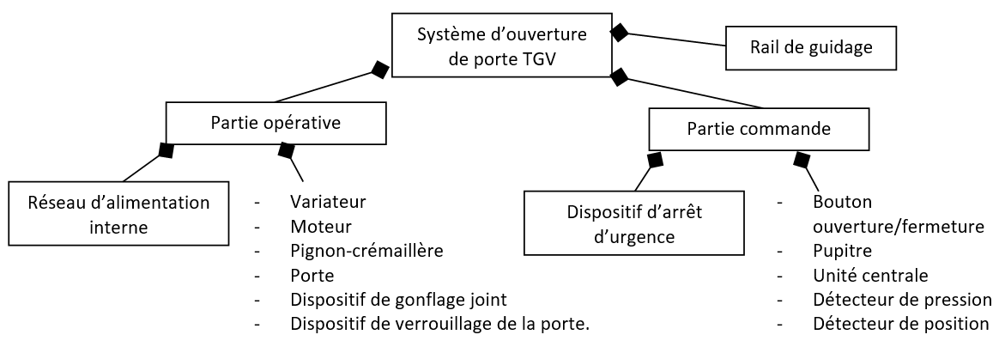 Système d’ouverture
de porte TGV
Rail de guidage
Partie opérative
Partie commande
Réseau d’alimentation
interne
- Variateur
- Moteur
- Pignon-crémaillère
- Porte
- Dispositif de gonflage joint
- Dispositif de verrouillage de la porte.
Dispositif d’arrêt
d’urgence
- Bouton
ouverture/fermeture
- Pupitre
- Unité centrale
- Détecteur de pression
- Détecteur de position